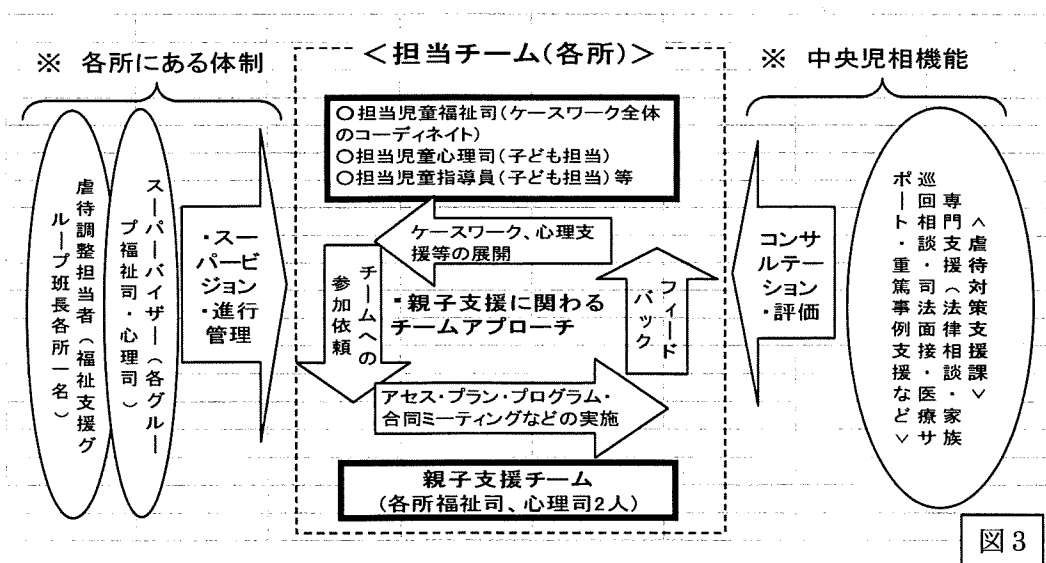 ※ 各所にある体制
<担当チーム(各所)>
※ 中央児相機能
虐待調整担当者(福祉支援グ
ループ班長各所一名)
スーパーバイザー(各グルー
プ福祉司・心理司)
・スー
パービ
ジョン
・進行
管理
○担当児童福祉司(ケースワーク全体
のコーディネイト)
○担当児童心理司(子ども担当)
○担当児童指導員(子ども担当)等
ケースワーク、心理支
援等の展開
チームへの
参加依頼
・親子支援に関わる
チームアプローチ
フィード
バック
アセス・プラン・プログラム・
合同ミーティングなどの実施
親子支援チーム
(各所福祉司、心理司2人)
コンサ
ルテー
ション
・評価
<虐待対策支援課>
専門支援(法律相談・家族
巡回相談・司法面接・医療サ
ポート・重篤事例支援など>
図3